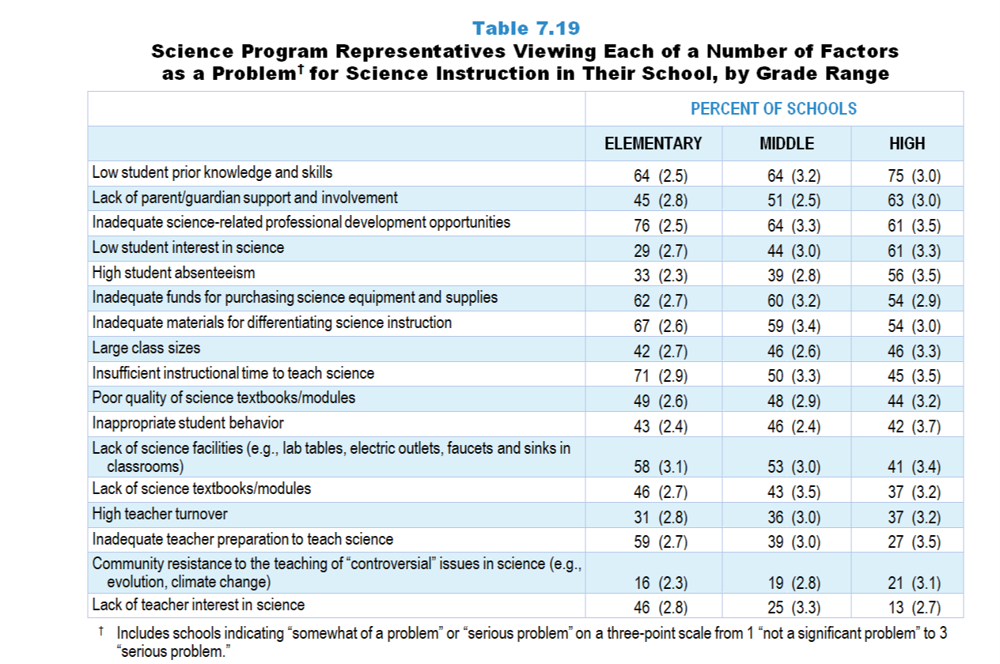 Table 7.19
Science Program Representatives Viewing Each of a Number of Factors
as a Problem† for Science Instruction in Their School, by Grade Range
PERCENT OF SCHOOLS
ELEMENTARY MIDDLE HIGH
Low student prior knowledge and skills 64 (2.5) 64 (3.2) 75 (3.0)
Lack of parent/guardian support and involvement 45 (2.8) 51 (2.5) 63 (3.0)
Inadequate science-related professional development opportunities 76 (2.5) 64 (3.3) 61 (3.5)
Low student interest in science 29 (2.7) 44 (3.0) 61 (3.3)
High student absenteeism 33 (2.3) 39 (2.8) 56 (3.5)
Inadequate funds for purchasing science equipment and supplies 62 (2.7) 60 (3.2) 54 (2.9)
Inadequate materials for differentiating science instruction 67 (2.6) 59 (3.4) 54 (3.0)
Large class sizes 42 (2.7) 46 (2.6) 46 (3.3)
Insufficient instructional time to teach science 71 (2.9) 50 (3.3) 45 (3.5)
Poor quality of science textbooks/modules 49 (2.6) 48 (2.9) 44 (3.2)
Inappropriate student behavior 43 (2.4) 46 (2.4) 42 (3.7)
Lack of science facilities (e.g., lab tables, electric outlets, faucets and sinks in
classrooms) 58 (3.1) 53 (3.0) 41 (3.4)
Lack of science textbooks/modules 46 (2.7) 43 (3.5) 37 (3.2)
High teacher turnover 31 (2.8) 36 (3.0) 37 (3.2)
Inadequate teacher preparation to teach science 59 (2.7) 39 (3.0) 27 (3.5)
Community resistance to the teaching of “controversial” issues in science (e.g.,
evolution, climate change) 16 (2.3) 19 (2.8) 21 (3.1)
Lack of teacher interest in science 46 (2.8) 25 (3.3) 13 (2.7)
† Includes schools indicating “somewhat of a problem” or “serious problem” on a three-point scale from 1 “not a significant problem” to 3
“serious problem.”